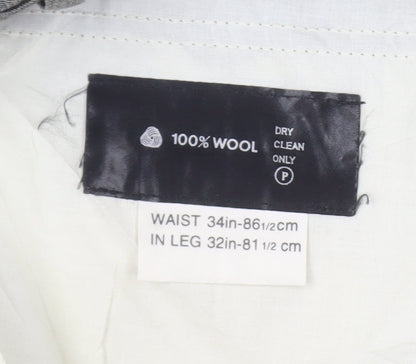 100% WOOL
DRY
CLEAN
ONLY
P
WAIST 34in-86 1/2 cm
IN LEG 32in-81 1/2 cm